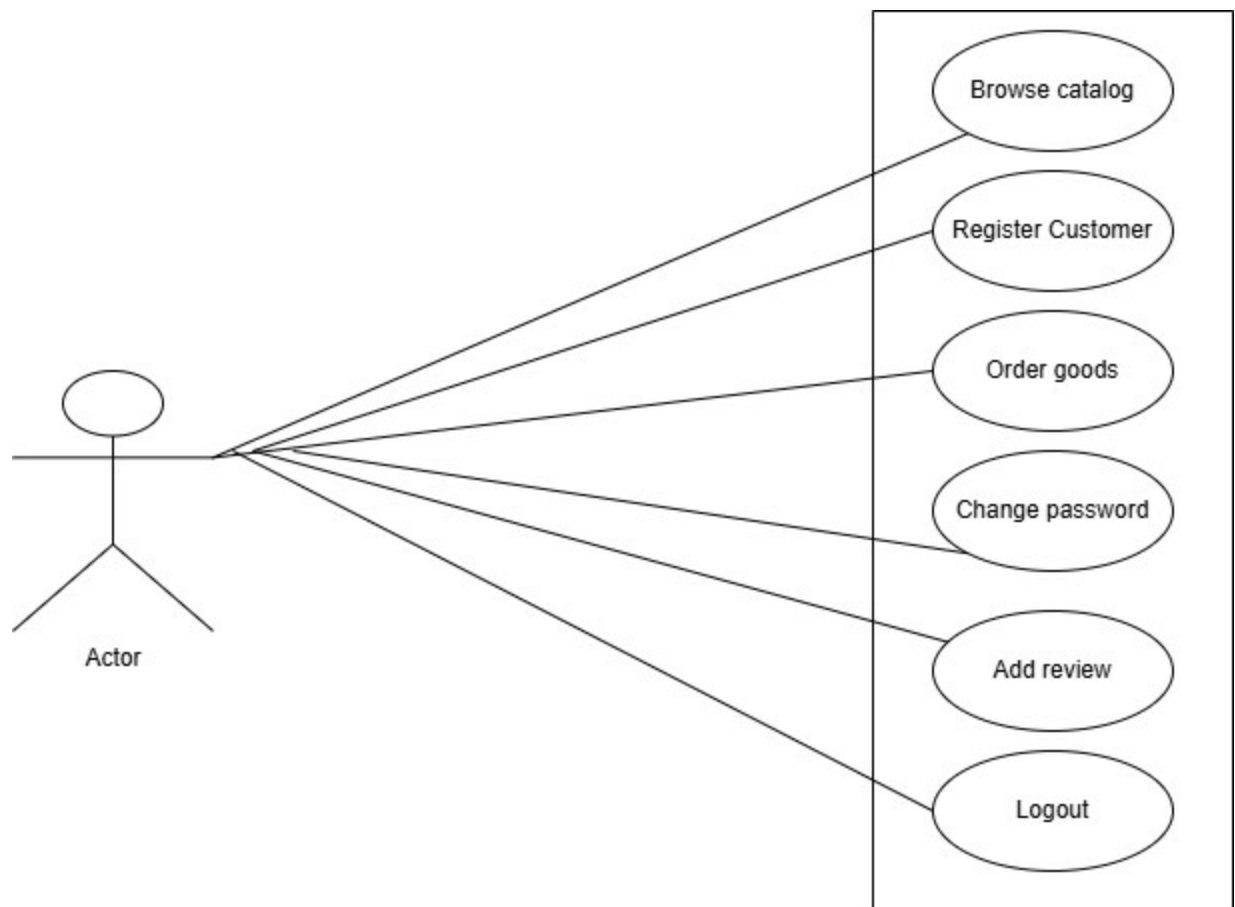 Browse catalog
Register Customer
Order goods
Change password
Add review
Logout
Actor